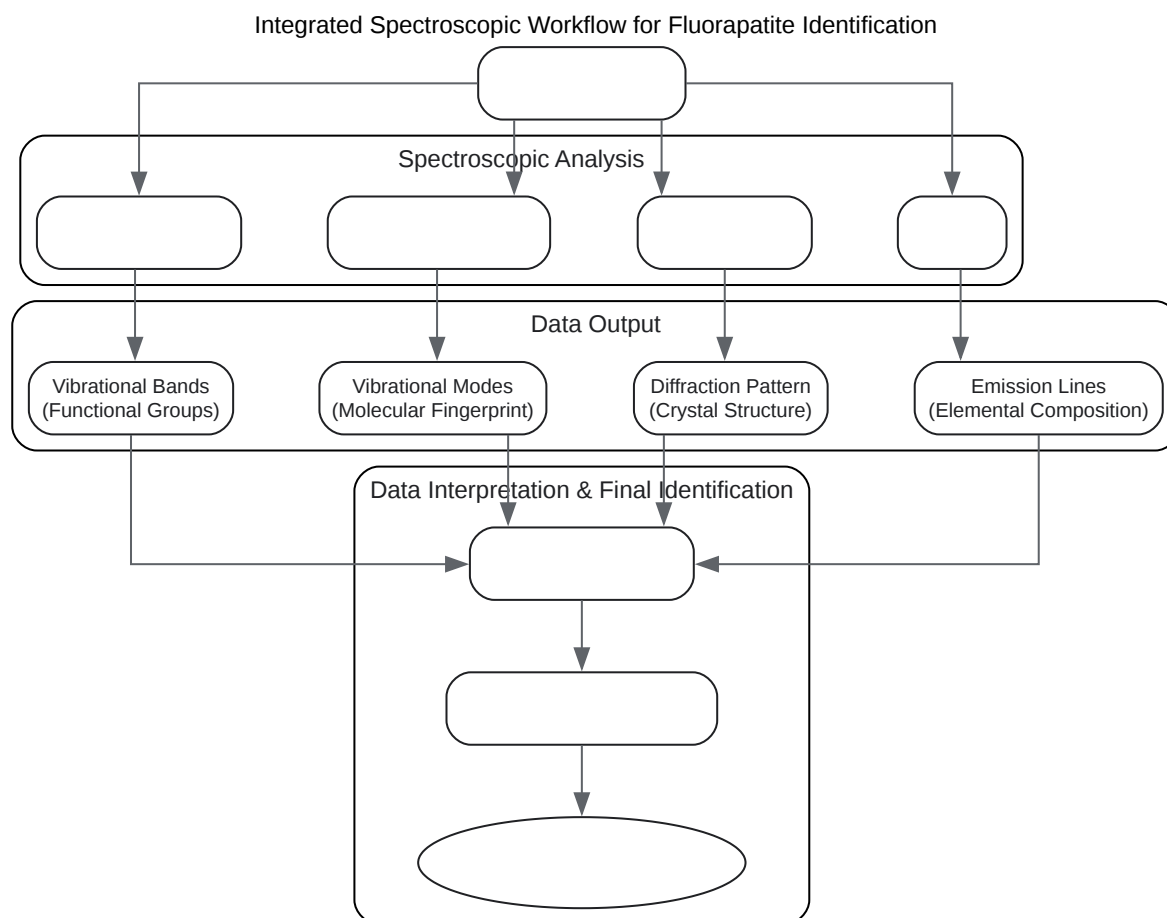 Integrated Spectroscopic Workflow for Fluorapatite Identification
Spectroscopic Analysis
Data Output
Vibrational Bands
(Functional Groups)
Vibrational Modes
(Molecular Fingerprint)
Diffraction Pattern
(Crystal Structure)
Emission Lines
(Elemental Composition)
Data Interpretation & Final Identification